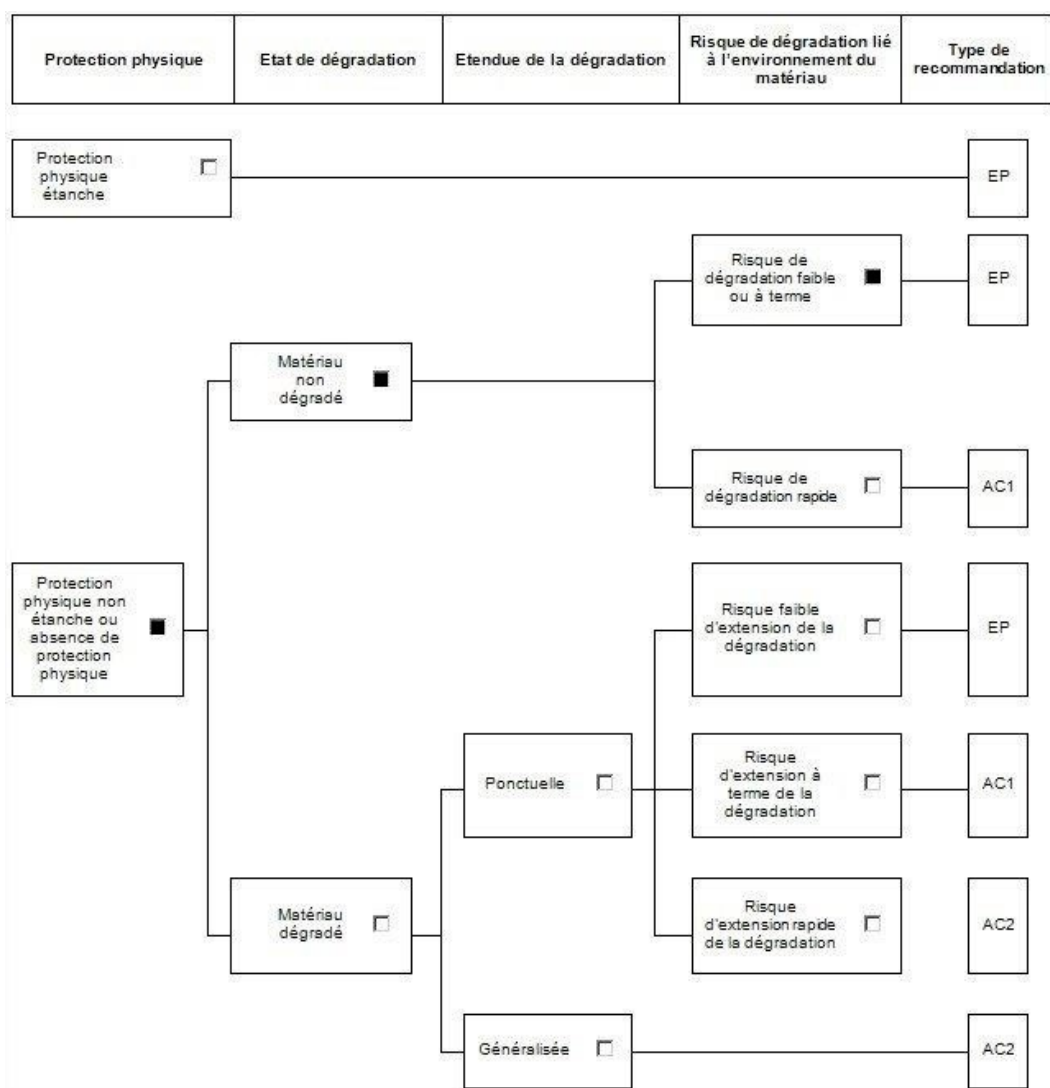 Protection physique
Etat de dégradation
Etendue de la dégradation
Risque de dégradation lié
à l'environnement du
matériau
Type de
recommandation
Protection
physique
étanche
EP
Risque de
dégradation faible
ou à terme
EP
Matériau
non
dégradé
Risque de
dégradation rapide
AC1
Protection
physique non
étanche ou
absence de
protection
physique
Risque faible
d'extension de la
dégradation
EP
Ponctuelle
Risque
d'extension à
terme de la
dégradation
AC1
Matériau
dégradé
Risque
d'extension rapide
de la dégradation
AC2
Généralisée
AC2